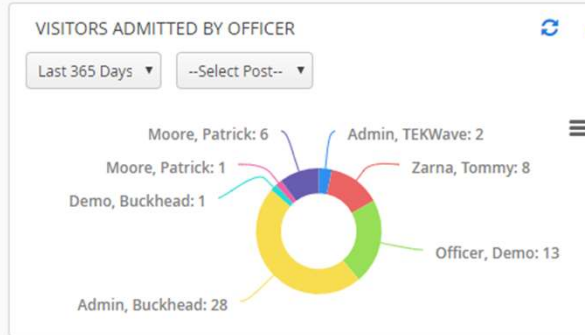 VISITORS ADMITTED BY OFFICER
Last 365 Days
--Select Post--
Moore, Patrick: 6
Admin, TEKWave: 2
Moore, Patrick: 1
Zarna, Tommy: 8
Demo, Buckhead: 1
Officer, Demo: 13
Admin, Buckhead: 28